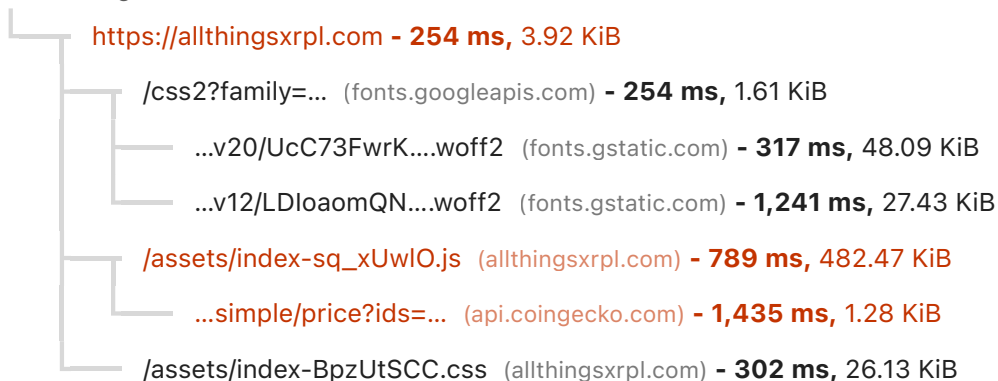 https://allthingsxrpl.com - 254 ms, 3.92 KiB
/css2?family=... (fonts.googleapis.com) - 254 ms, 1.61 KiB
...v20/UcC73FwrK....woff2 (fonts.gstatic.com) - 317 ms, 48.09 KiB
...v12/LDIoaomQN....woff2 (fonts.gstatic.com) - 1,241 ms, 27.43 KiB
/assets/index-sq_xUwlO.js (allthingsxrpl.com) - 789 ms, 482.47 KiB
...simple/price?ids=... (api.coingecko.com) - 1,435 ms, 1.28 KiB
/assets/index-BpzUtSCC.css (allthingsxrpl.com) - 302 ms, 26.13 KiB